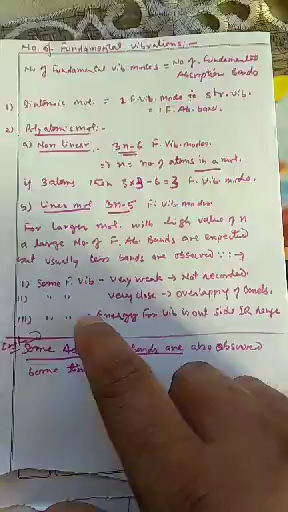 No. of Fundamental Vibrations:-
No of Fundamental vib modes = No of Fundamental
Absorption Bands
1) Diatomic mol. = 1 F.Vib. mode is str. vib.
= 1 F. Ab. band.
2) Polyatomic mol:-
a) Non linear. 3n-6 F. Vib. modes.
n = no of atoms in a mol.
if 3 atoms 3x3-6=3 F. Vib. modes.
b) Linear mol 3n-5 F. Vib modes
For larger mol. with high value of n
a large No of F. Ab. Bands are expected
but usually less bands are observed ∵ :→
i) Some F. Vib - Very weak → Not recorded.
ii) " " Very close → overlapping of bands.
iii) " " Energy for Vib is out side IR range
Some bands are also observed